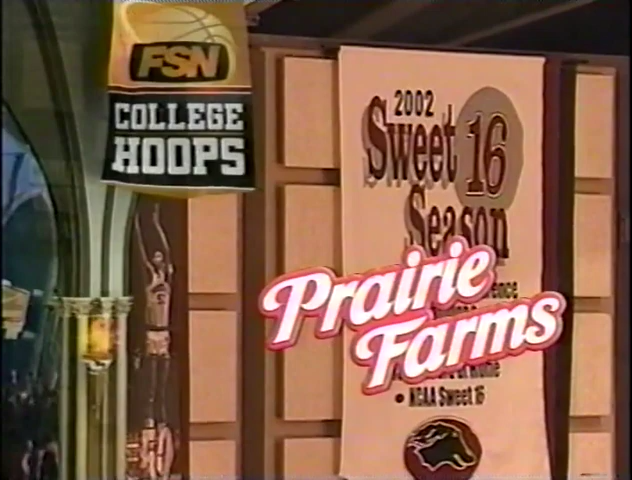 FSN
COLLEGE
HOOPS
2002
Sweet 16
Season
Prairie
Farms
• NCAA Sweet 16